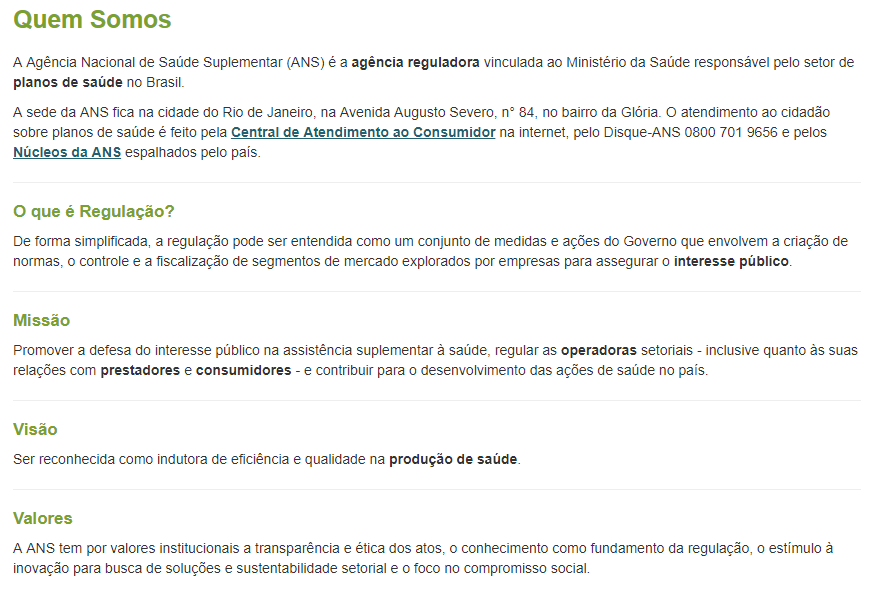 Quem Somos
A Agência Nacional de Saúde Suplementar (ANS) é a agência reguladora vinculada ao Ministério da Saúde responsável pelo setor de
planos de saúde no Brasil.
A sede da ANS fica na cidade do Rio de Janeiro, na Avenida Augusto Severo, n° 84, no bairro da Glória. O atendimento ao cidadão
sobre planos de saúde é feito pela Central de Atendimento ao Consumidor na internet, pelo Disque-ANS 0800 701 9656 e pelos
Núcleos da ANS espalhados pelo país.
O que é Regulação?
De forma simplificada, a regulação pode ser entendida como um conjunto de medidas e ações do Governo que envolvem a criação de
normas, o controle e a fiscalização de segmentos de mercado explorados por empresas para assegurar o interesse público.
Missão
Promover a defesa do interesse público na assistência suplementar à saúde, regular as operadoras setoriais - inclusive quanto às suas
relações com prestadores e consumidores - e contribuir para o desenvolvimento das ações de saúde no país.
Visão
Ser reconhecida como indutora de eficiência e qualidade na produção de saúde.
Valores
A ANS tem por valores institucionais a transparência e ética dos atos, o conhecimento como fundamento da regulação, o estímulo à
inovação para busca de soluções e sustentabilidade setorial e o foco no compromisso social.